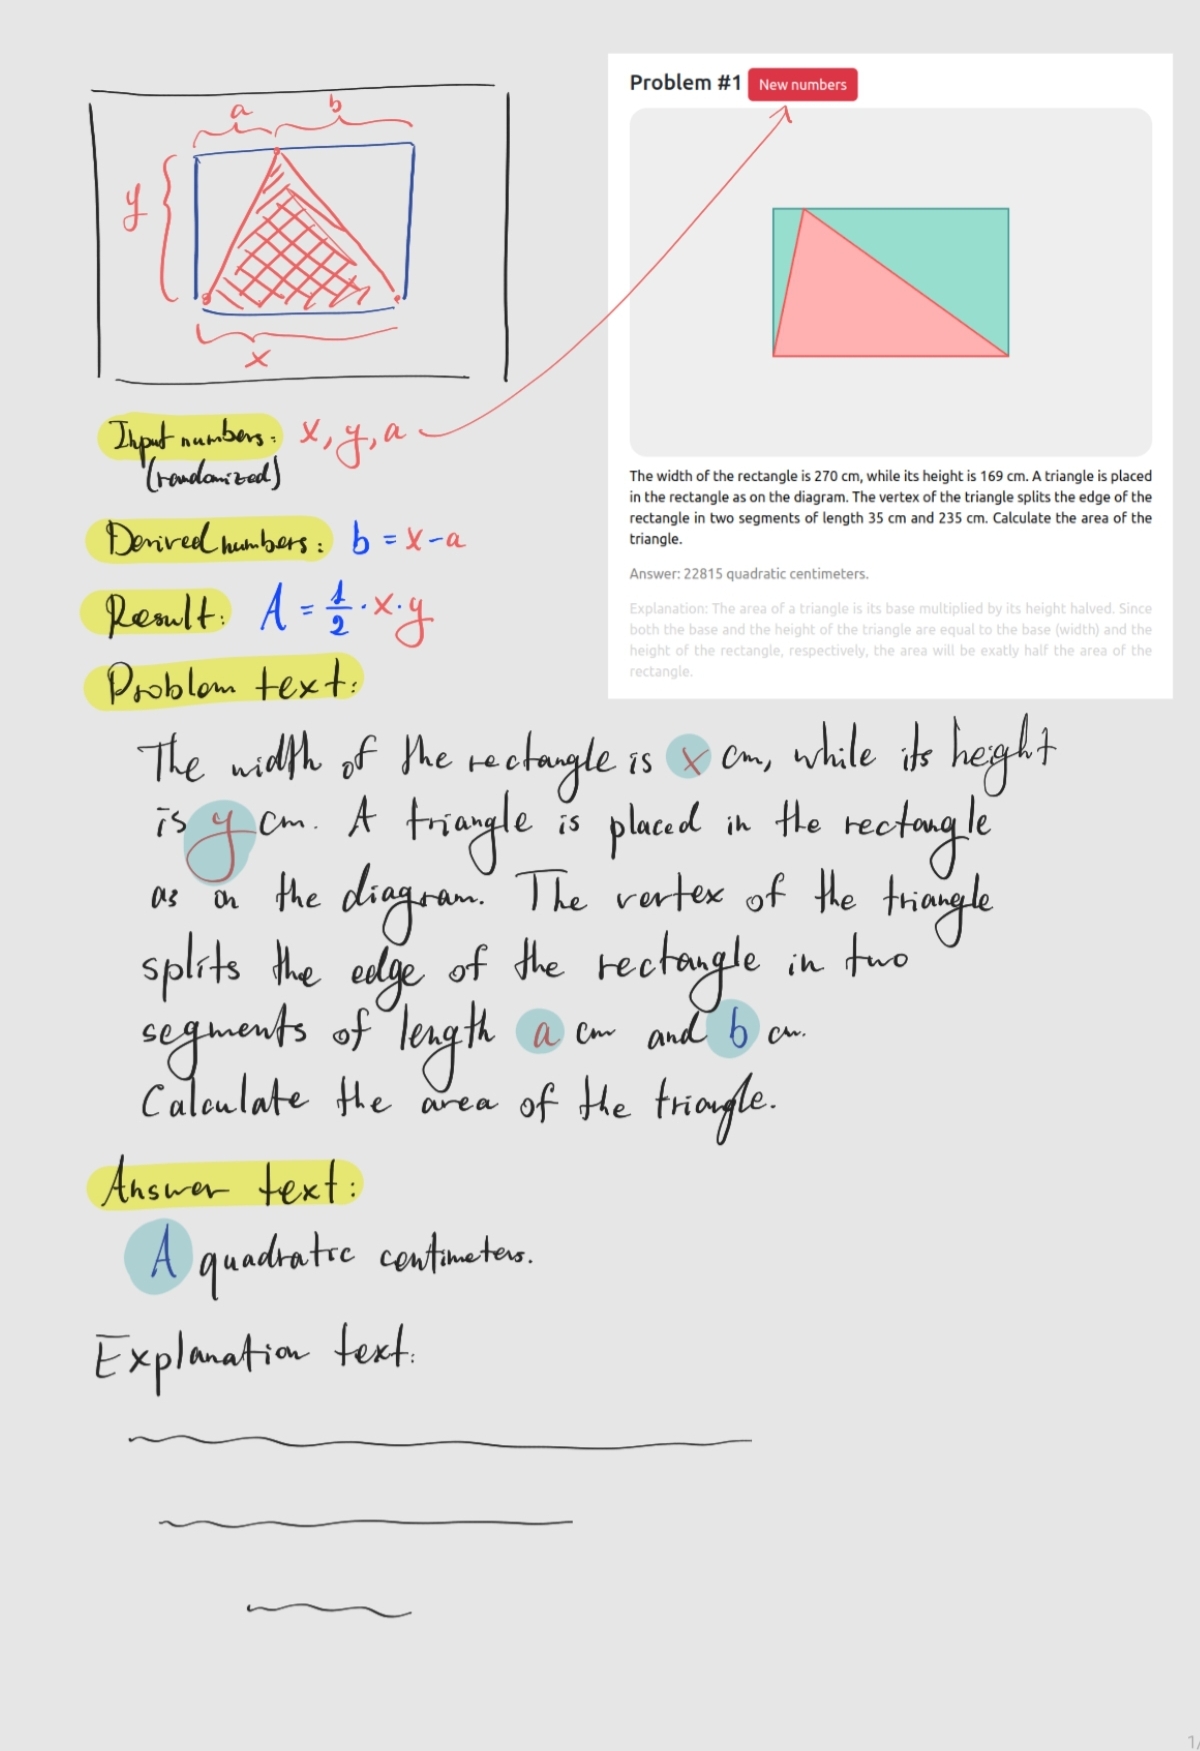 a b
y
x
Input numbers: x, y, a
(randomized)
Derived numbers: b = x-a
Result: A = 1/2 · x · y
Problem text:
Problem #1 New numbers
The width of the rectangle is 270 cm, while its height is 169 cm. A triangle is placed
in the rectangle as on the diagram. The vertex of the triangle splits the edge of the
rectangle in two segments of length 35 cm and 235 cm. Calculate the area of the
triangle.
Answer: 22815 quadratic centimeters.
Explanation: The area of a triangle is its base multiplied by its height halved. Since
both the base and the height of the triangle are equal to the base (width) and the
height of the rectangle, respectively, the area will be exatly half the area of the
rectangle.
The width of the rectangle is x cm, while its height
is y cm. A triangle is placed in the rectangle
as on the diagram. The vertex of the triangle
splits the edge of the rectangle in two
segments of length a cm and b cm.
Calculate the area of the triangle.
Answer text:
A quadratic centimeters.
Explanation text: